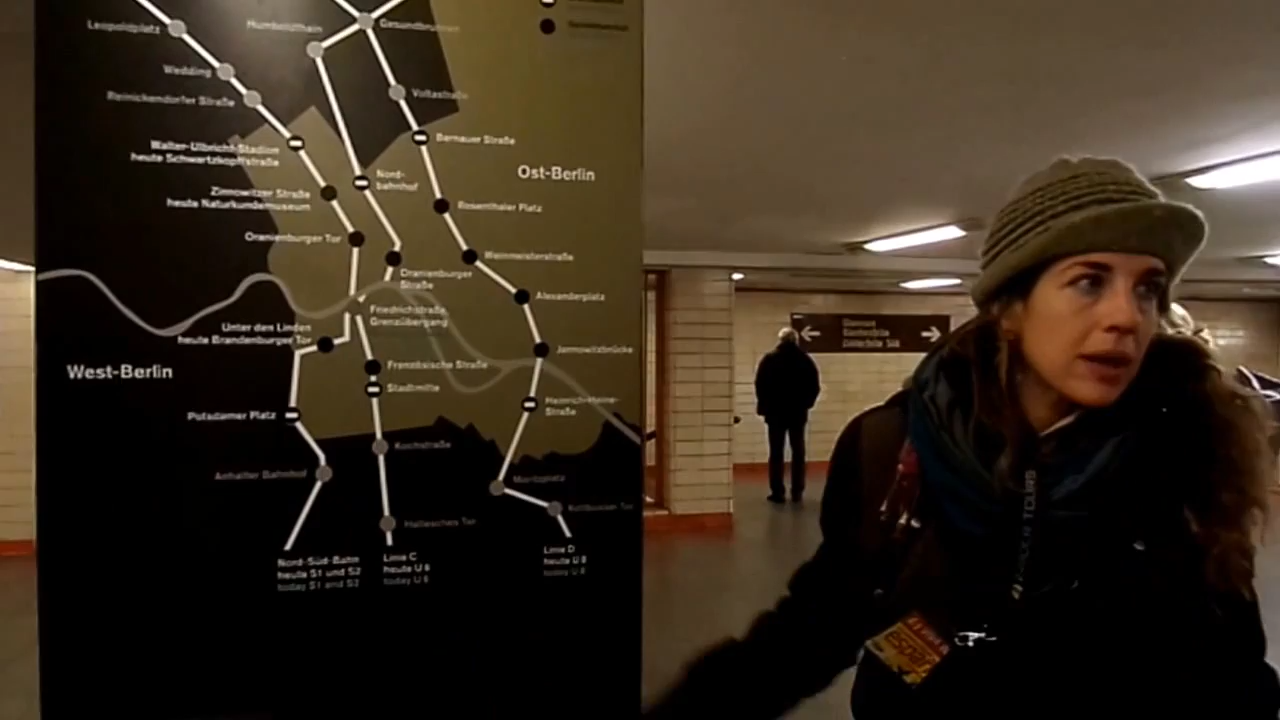 Leopoldplatz
Humboldthain
Gesundbrunnen
Wedding
Reinickendorfer Straße
Voltastraße
Walter-Ulbricht-Stadion
heute Schwartzkopffstraße
Bernauer Straße
Nord-
bahnhof
Ost-Berlin
Zinnowitzer Straße
heute Naturkundemuseum
Rosenthaler Platz
Oranienburger Tor
Weinmeisterstraße
Oranienburger
Straße
Alexanderplatz
Friedrichstraße
Grenzübergang
Unter den Linden
heute Brandenburger Tor
Jannowitzbrücke
Französische Straße
West-Berlin
Stadtmitte
Heinrich-Heine-
Straße
Potsdamer Platz
Kochstraße
Anhalter Bahnhof
Moritzplatz
Kottbusser Tor
Hallesches Tor
Nord-Süd-Bahn
heute S1 und S2
today S1 and S2
Linie C
heute U 6
today U 6
Linie D
heute U 8
today U 8
TOURS